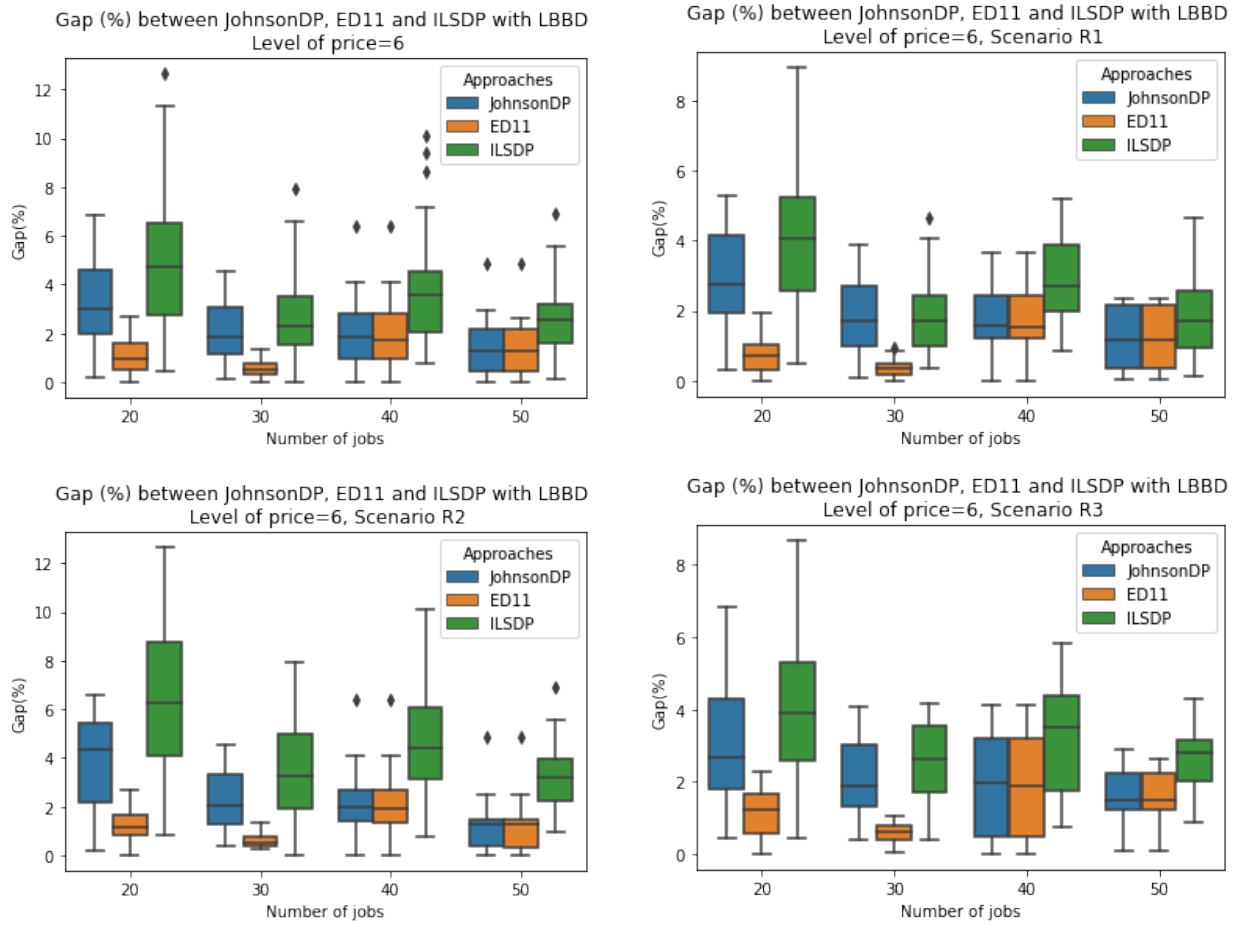 Gap (%) between JohnsonDP, ED11 and ILSDP with LBBD
Level of price=6
Approaches
JohnsonDP
ED11
ILSDP
Gap(%)
12
10
8
6
4
2
0
20 30 40 50
Number of jobs
Gap (%) between JohnsonDP, ED11 and ILSDP with LBBD
Level of price=6, Scenario R1
Approaches
JohnsonDP
ED11
ILSDP
Gap(%)
8
6
4
2
0
20 30 40 50
Number of jobs
Gap (%) between JohnsonDP, ED11 and ILSDP with LBBD
Level of price=6, Scenario R2
Approaches
JohnsonDP
ED11
ILSDP
Gap(%)
12
10
8
6
4
2
0
20 30 40 50
Number of jobs
Gap (%) between JohnsonDP, ED11 and ILSDP with LBBD
Level of price=6, Scenario R3
Approaches
JohnsonDP
ED11
ILSDP
Gap(%)
8
6
4
2
0
20 30 40 50
Number of jobs